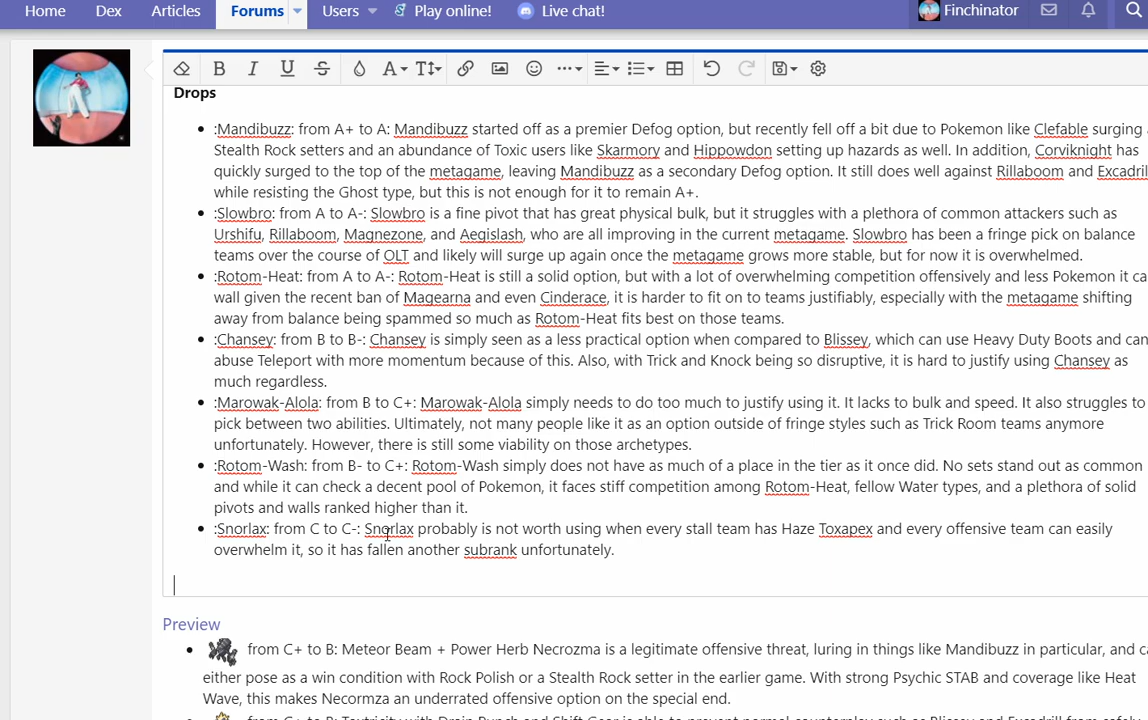 Home Dex Articles Forums Users Play online! Live chat! Finchinator
Drops
:Mandibuzz: from A+ to A: Mandibuzz started off as a premier Defog option, but recently fell off a bit due to Pokemon like Clefable surging
Stealth Rock setters and an abundance of Toxic users like Skarmory and Hippowdon setting up hazards as well. In addition, Corviknight has
quickly surged to the top of the metagame, leaving Mandibuzz as a secondary Defog option. It still does well against Rillaboom and Excadril
while resisting the Ghost type, but this is not enough for it to remain A+.
:Slowbro: from A to A-: Slowbro is a fine pivot that has great physical bulk, but it struggles with a plethora of common attackers such as
Urshifu, Rillaboom, Magnezone, and Aegislash, who are all improving in the current metagame. Slowbro has been a fringe pick on balance
teams over the course of OLT and likely will surge up again once the metagame grows more stable, but for now it is overwhelmed.
:Rotom-Heat: from A to A-: Rotom-Heat is still a solid option, but with a lot of overwhelming competition offensively and less Pokemon it ca
wall given the recent ban of Magearna and even Cinderace, it is harder to fit on to teams justifiably, especially with the metagame shifting
away from balance being spammed so much as Rotom-Heat fits best on those teams.
:Chansey: from B to B-: Chansey is simply seen as a less practical option when compared to Blissey, which can use Heavy Duty Boots and can
abuse Teleport with more momentum because of this. Also, with Trick and Knock being so disruptive, it is hard to justify using Chansey as
much regardless.
:Marowak-Alola: from B to C+: Marowak-Alola simply needs to do too much to justify using it. It lacks to bulk and speed. It also struggles to
pick between two abilities. Ultimately, not many people like it as an option outside of fringe styles such as Trick Room teams anymore
unfortunately. However, there is still some viability on those archetypes.
:Rotom-Wash: from B- to C+: Rotom-Wash simply does not have as much of a place in the tier as it once did. No sets stand out as common
and while it can check a decent pool of Pokemon, it faces stiff competition among Rotom-Heat, fellow Water types, and a plethora of solid
pivots and walls ranked higher than it.
:Snorlax: from C to C-: Snorlax probably is not worth using when every stall team has Haze Toxapex and every offensive team can easily
overwhelm it, so it has fallen another subrank unfortunately.
Preview
from C+ to B: Meteor Beam + Power Herb Necrozma is a legitimate offensive threat, luring in things like Mandibuzz in particular, and ca
either pose as a win condition with Rock Polish or a Stealth Rock setter in the earlier game. With strong Psychic STAB and coverage like Heat
Wave, this makes Necormza an underrated offensive option on the special end.